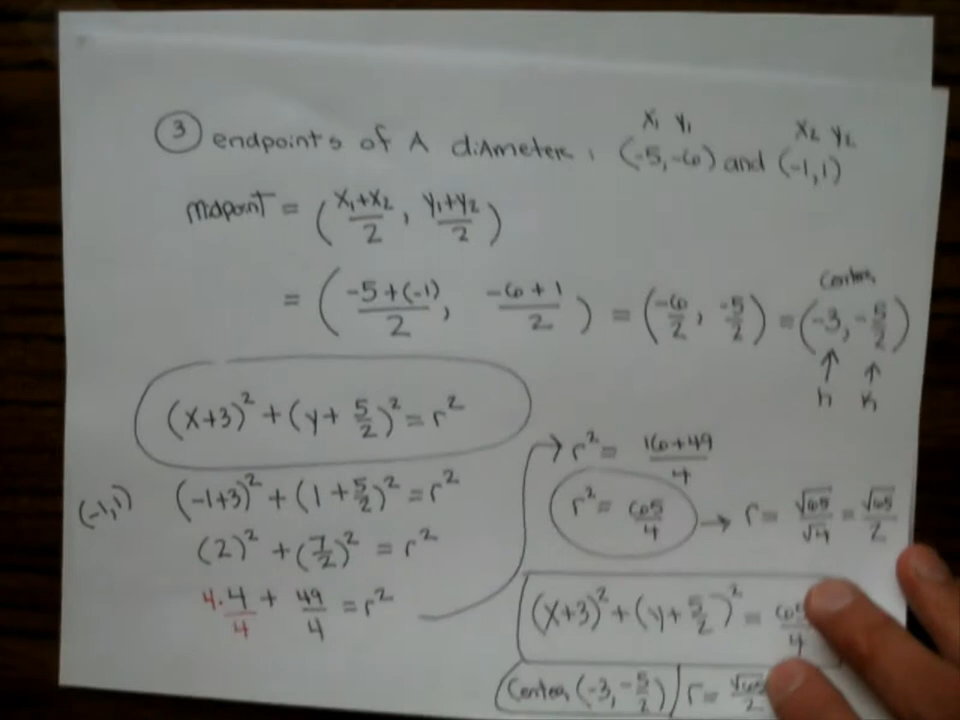 x₁ y₁ x₂ y₂
③ endpoints of A diameter: (-5,-6) and (-1,1)
midpoint = (x₁+x₂/2, y₁+y₂/2)
= (-5+(-1)/2, -6+1/2) = (-6/2, -5/2) = (-3, -5/2)
Center
↑ ↑
h k
(x+3)² + (y+5/2)² = r²
(-1,1) (-1+3)² + (1+5/2)² = r²
(2)² + (7/2)² = r²
4·4/4 + 49/4 = r²
→ r² = 16+49/4
r² = 65/4 → r = √65/√4 = √65/2
(x+3)² + (y+5/2)² = 65/4
Center (-3, -5/2) | r = √65/2